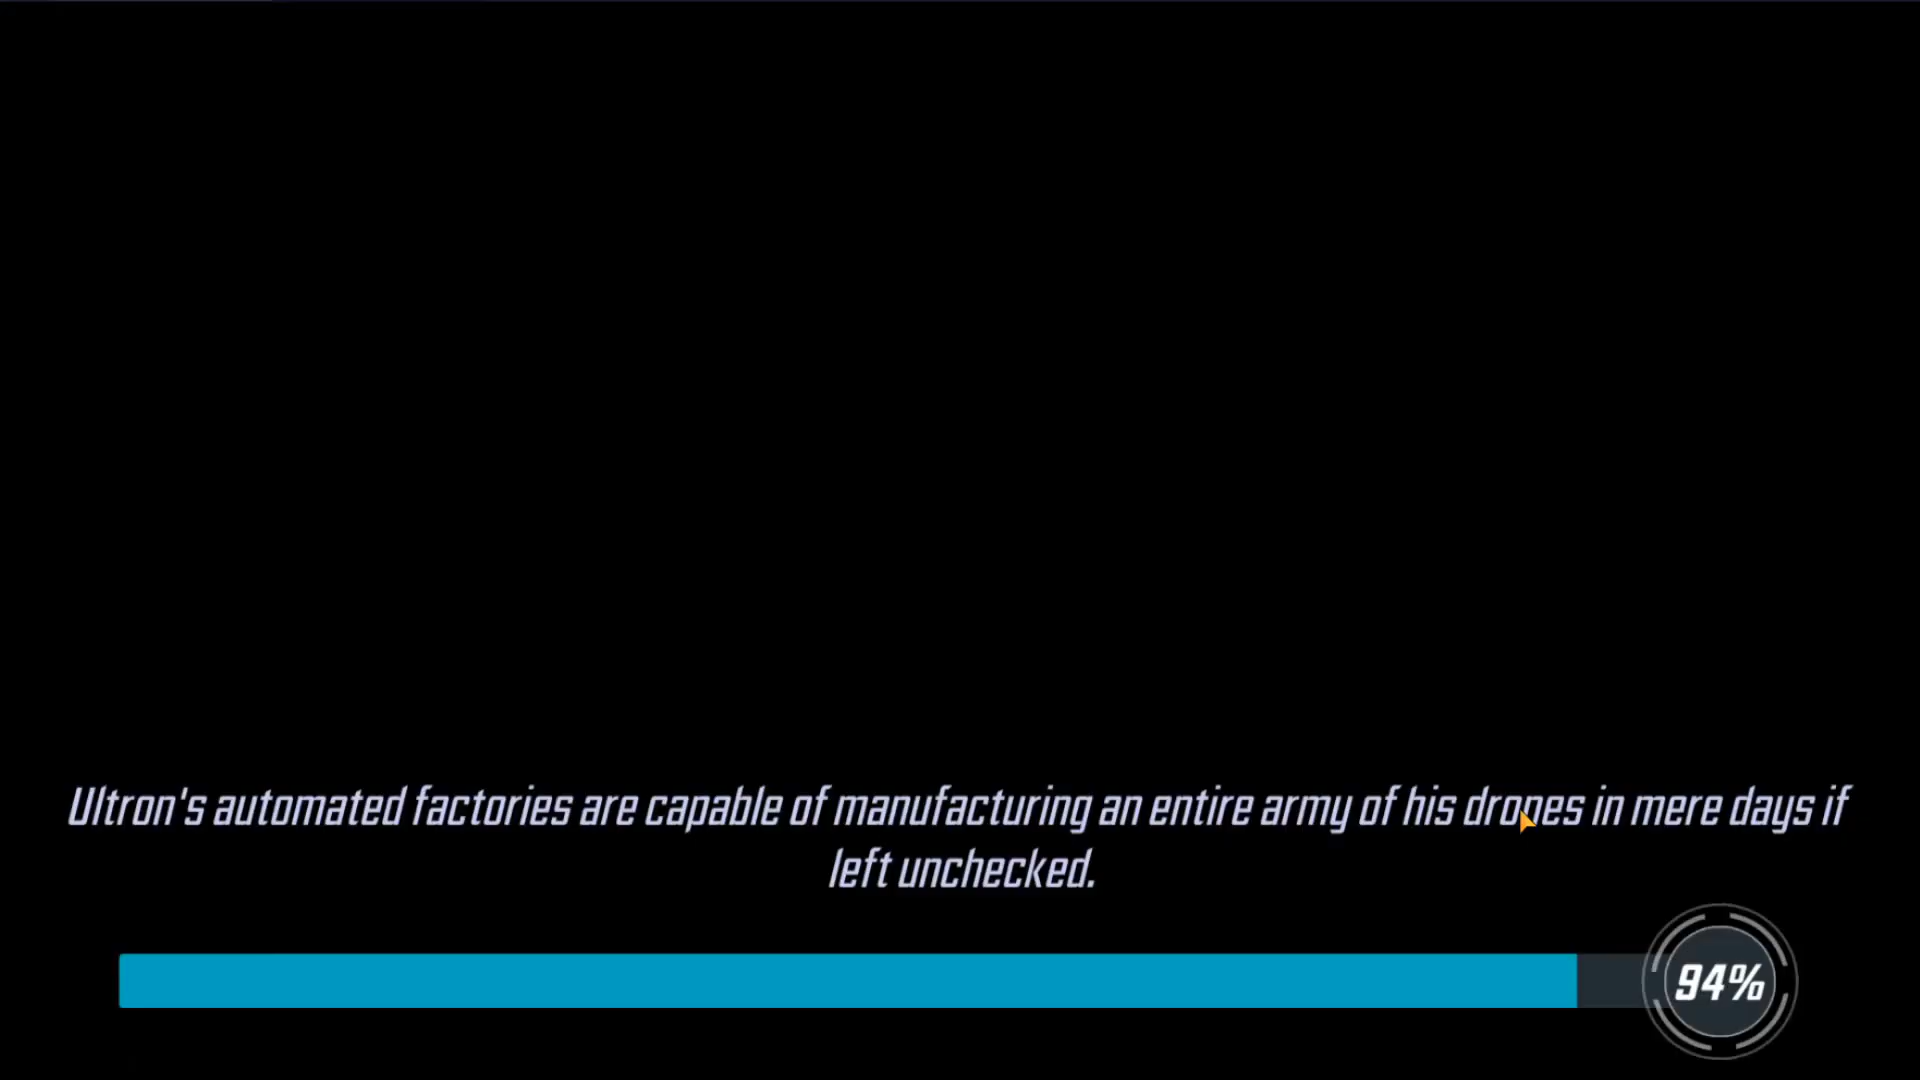 Ultron's automated factories are capable of manufacturing an entire army of his drones in mere days if
left unchecked.
94%